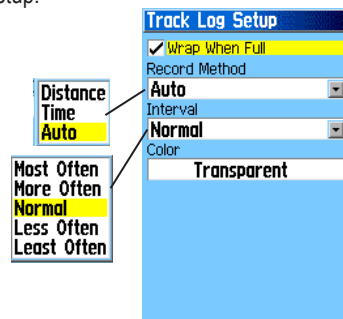 setup.
Track Log Setup
Wrap When Full
Record Method
Auto
Interval
Normal
Color
Transparent
Distance
Time
Auto
Most Often
More Often
Normal
Less Often
Least Often